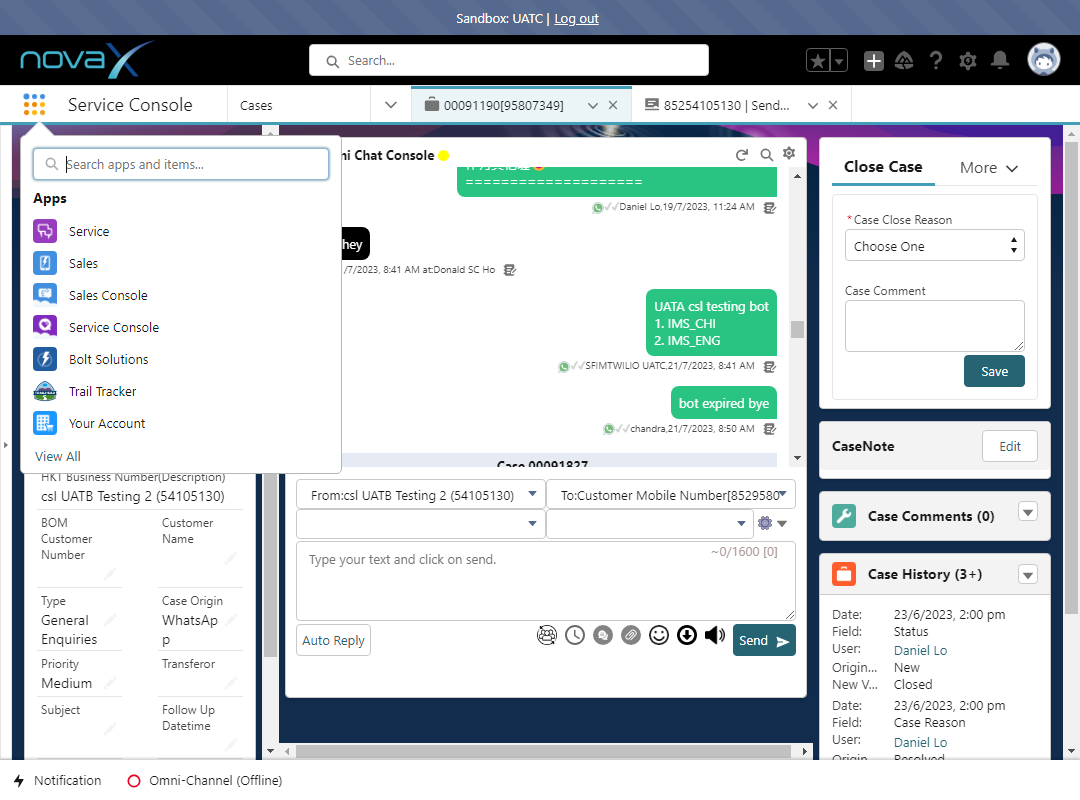 Sandbox: UATC | Log out
novaX
Search...
Service Console
Cases
00091190[95807349]
85254105130 | Send...
Search apps and items...
Apps
Service
Sales
Sales Console
Service Console
Bolt Solutions
Trail Tracker
Your Account
View All
HKT Business Number(Description)
csl UATB Testing 2 (54105130)
BOM
Customer
Number
Customer
Name
Type
General
Enquiries
Case Origin
WhatsAp
p
Priority
Medium
Transferor
Subject
Follow Up
Datetime
ni Chat Console
=====================
Daniel Lo,19/7/2023, 11:24 AM
hey
/7/2023, 8:41 AM at:Donald SC Ho
UATA csl testing bot
1. IMS_CHI
2. IMS_ENG
SFIMTWILIO UATC,21/7/2023, 8:41 AM
bot expired bye
chandra,21/7/2023, 8:50 AM
Case 00091827
From:csl UATB Testing 2 (54105130)
To:Customer Mobile Number[8529580
Type your text and click on send.
~0/1600 [0]
Auto Reply
Send
Close Case
More
*Case Close Reason
Choose One
Case Comment
Save
CaseNote
Edit
Case Comments (0)
Case History (3+)
Date: 23/6/2023, 2:00 pm
Field: Status
User: Daniel Lo
Origin... New
New V... Closed
Date: 23/6/2023, 2:00 pm
Field: Case Reason
User: Daniel Lo
Origin Resolved
Notification
Omni-Channel (Offline)